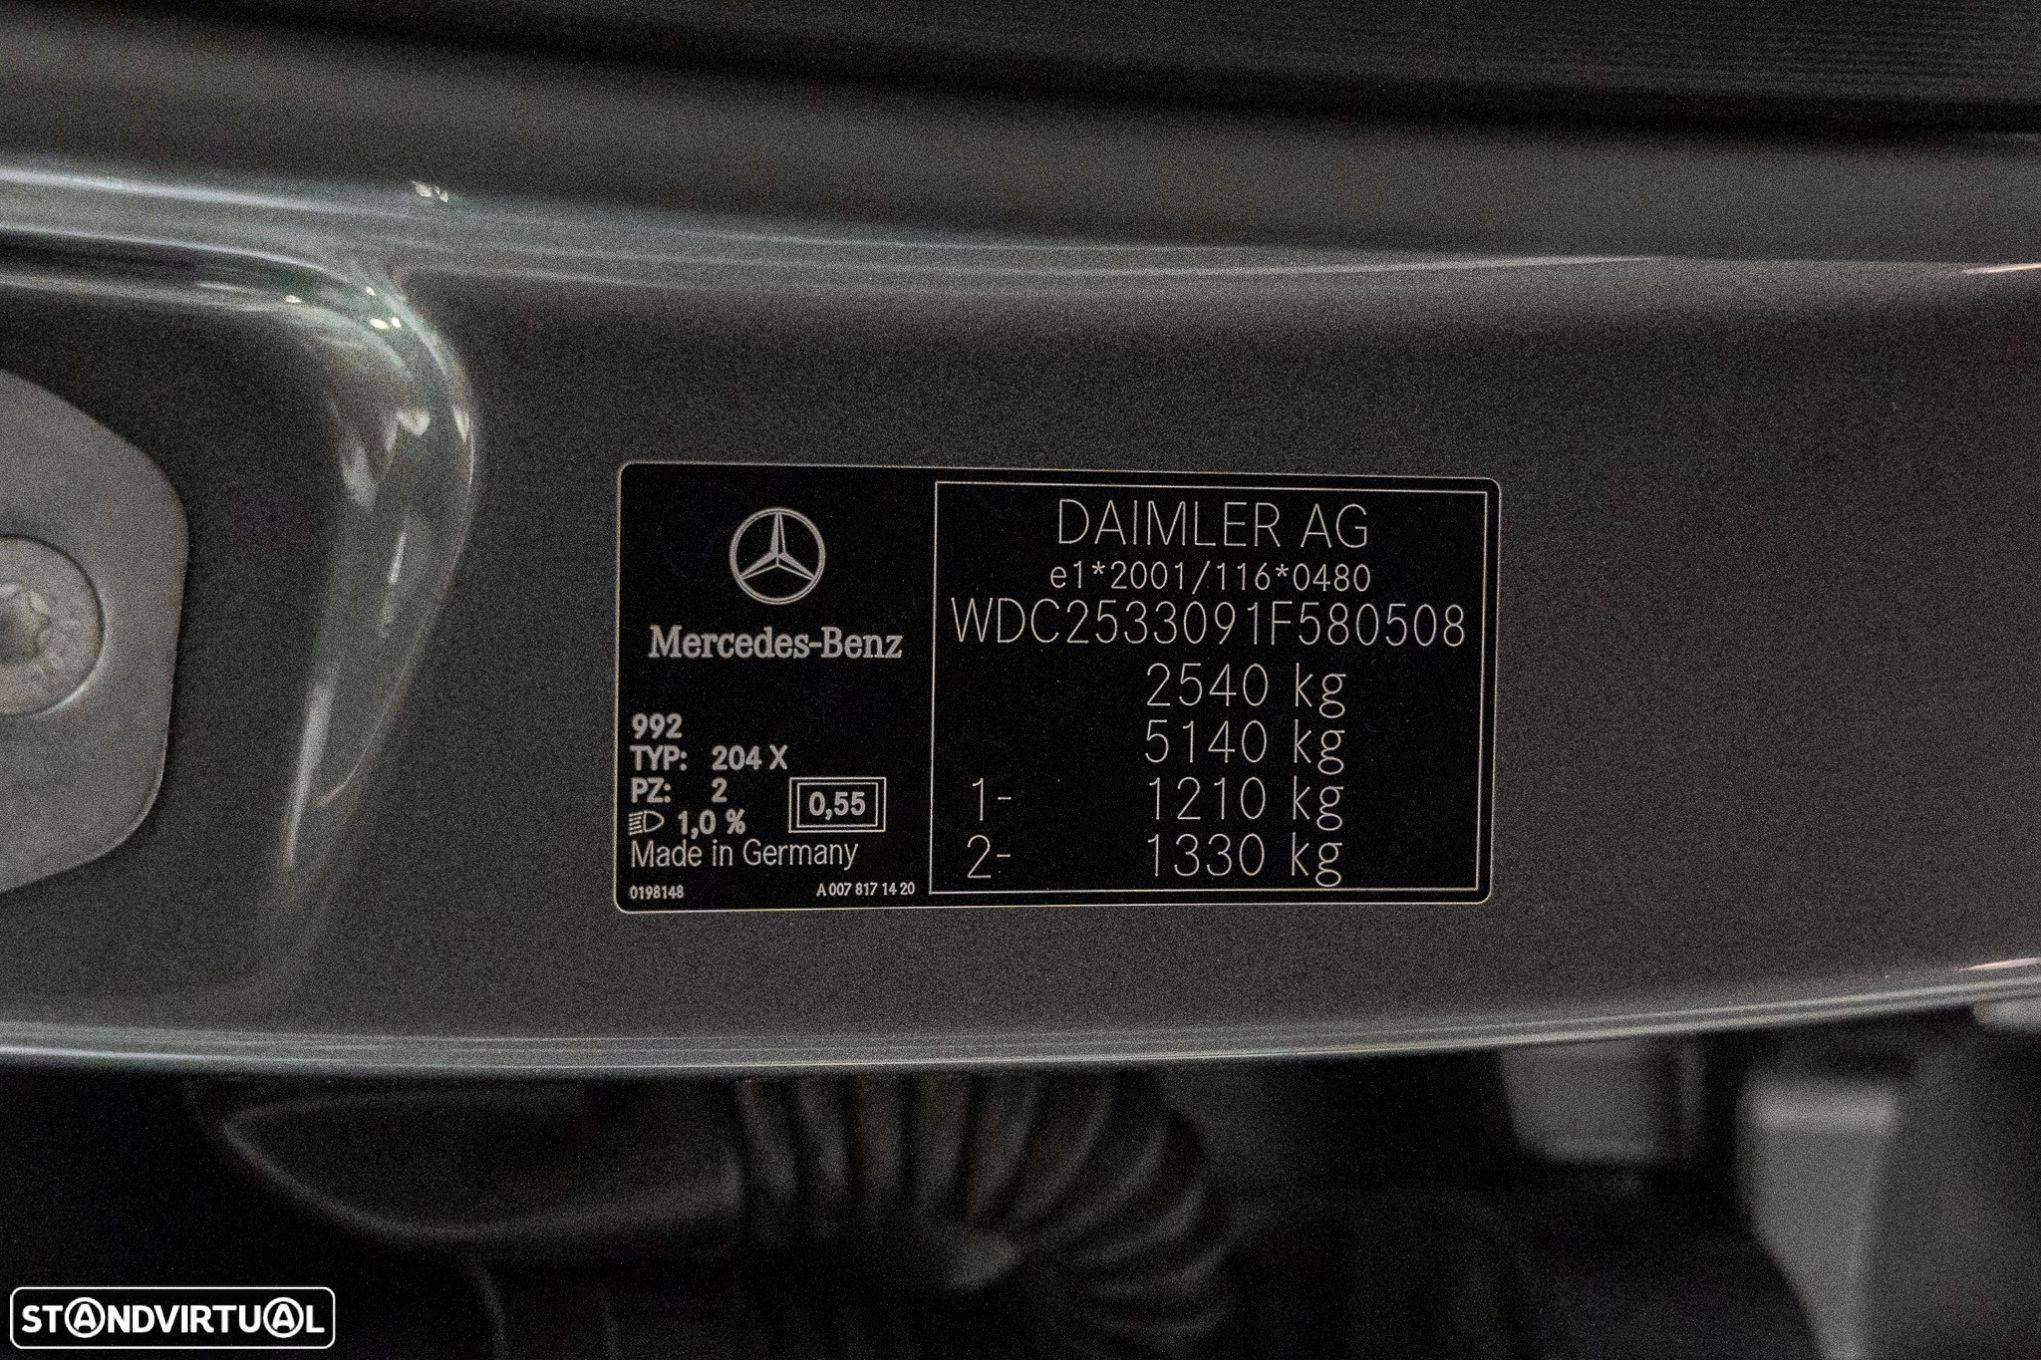 Mercedes-Benz
992
TYP: 204 X
PZ: 2
0,55
1,0 %
Made in Germany
0198148
A 007 817 14 20
DAIMLER AG
e1*2001/116*0480
WDC2533091F580508
2540 kg
5140 kg
1- 1210 kg
2- 1330 kg
STANDVIRTUAL